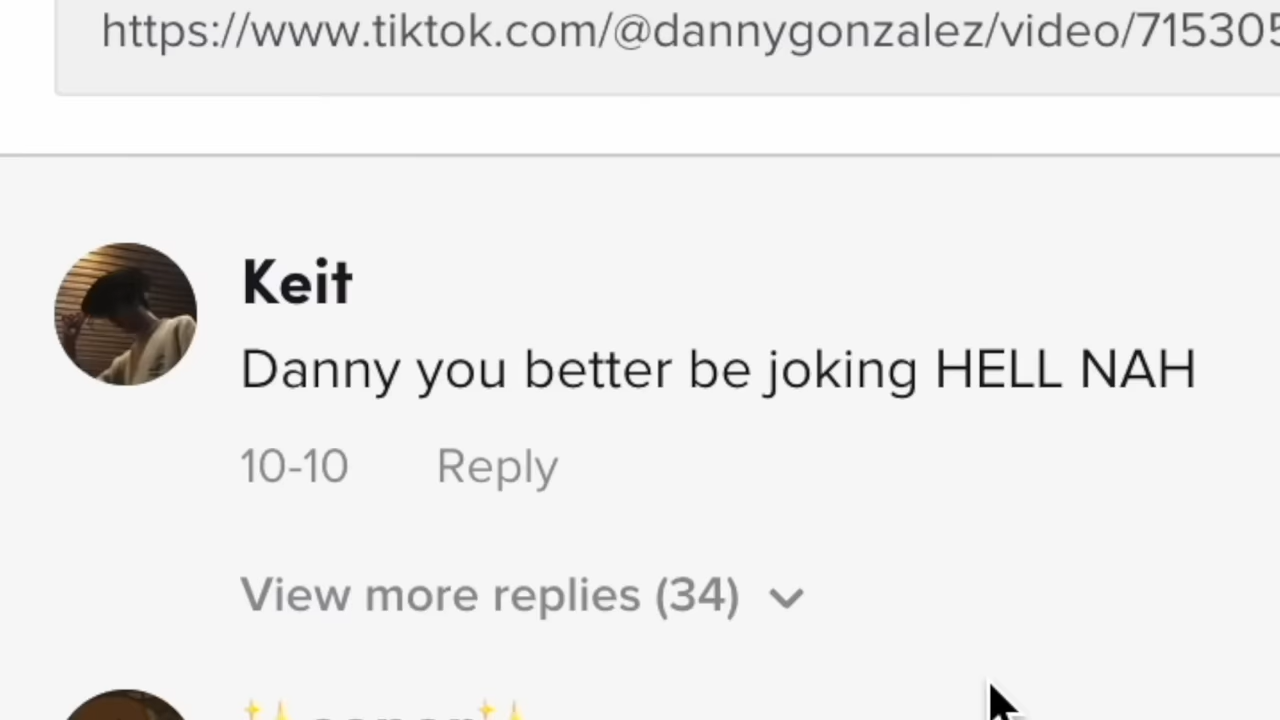 https://www.tiktok.com/@dannygonzalez/video/715305
Keit
Danny you better be joking HELL NAH
10-10 Reply
View more replies (34)